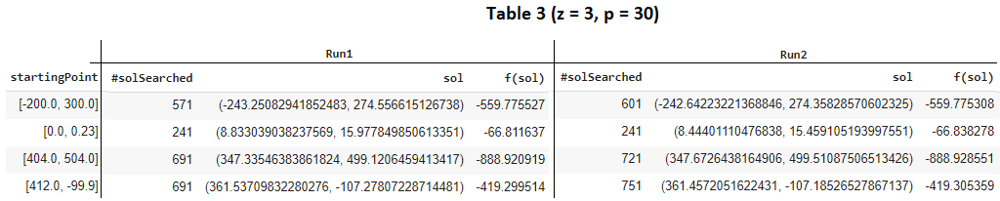 Table 3 (z = 3, p = 30)
Run1 Run2
startingPoint #solSearched sol f(sol) #solSearched sol f(sol)
[-200.0, 300.0] 571 (-243.25082941852483, 274.556615126738) -559.775527 601 (-242.64223221368846, 274.35828570602325) -559.775308
[0.0, 0.23] 241 (8.833039038237569, 15.977849850613351) -66.811637 241 (8.44401110476838, 15.459105193997551) -66.838278
[404.0, 504.0] 691 (347.33546383861824, 499.1206459413417) -888.920919 721 (347.6726438164906, 499.51087506513426) -888.928551
[412.0, -99.9] 691 (361.53709832280276, -107.27807228714481) -419.299514 751 (361.4572051622431, -107.18526527867137) -419.305359